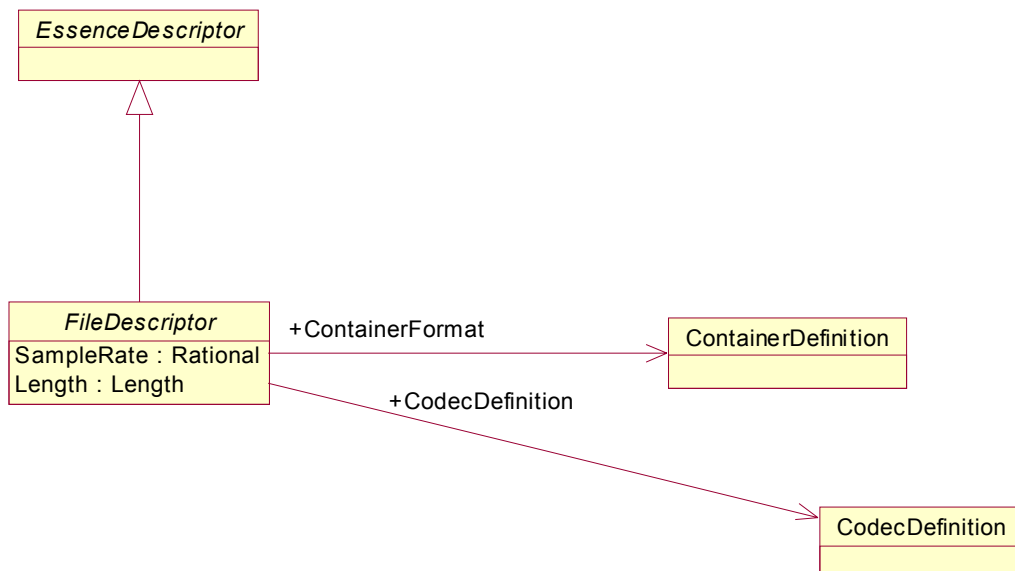 EssenceDescriptor
FileDescriptor
SampleRate : Rational
Length : Length
+ContainerFormat
ContainerDefinition
+CodecDefinition
CodecDefinition